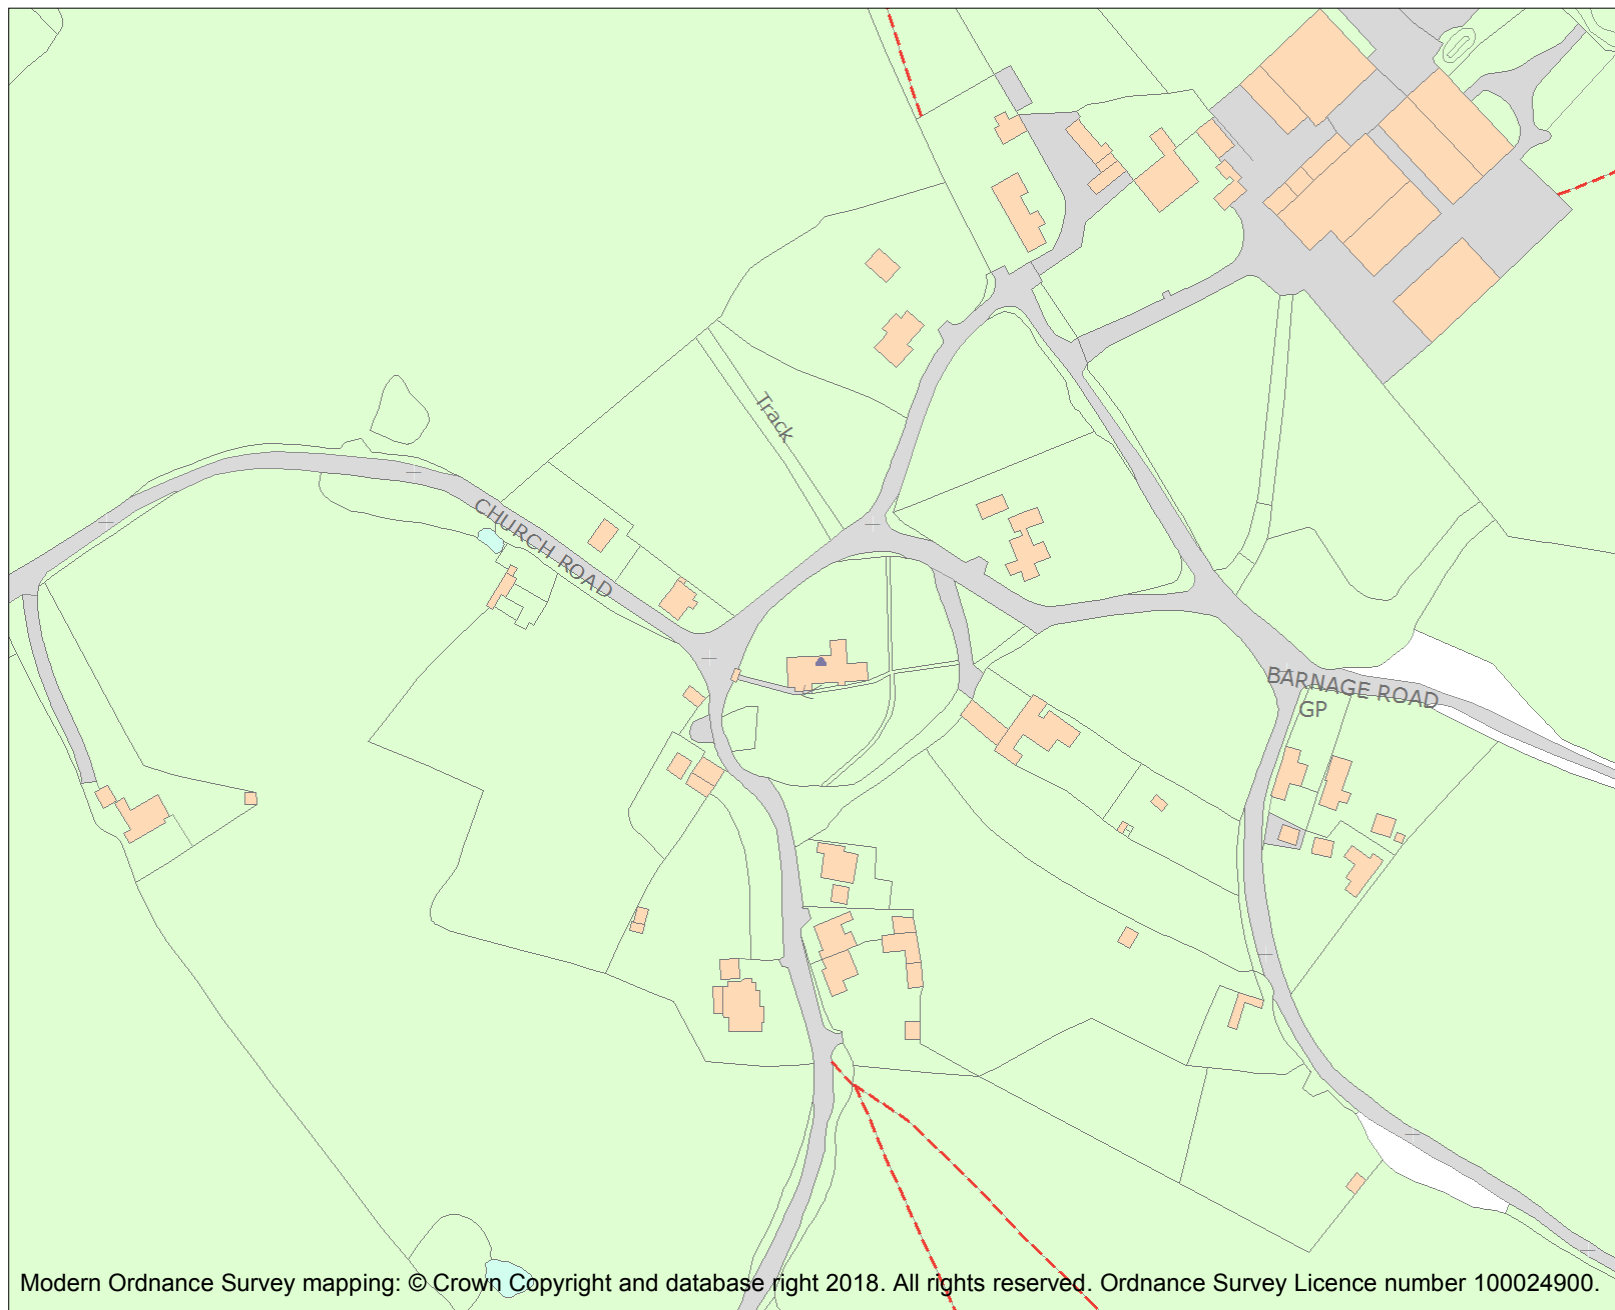 Track
CHURCH ROAD
BARNAGE ROAD
GP
Modern Ordnance Survey mapping: © Crown Copyright and database right 2018. All rights reserved. Ordnance Survey Licence number 100024900.